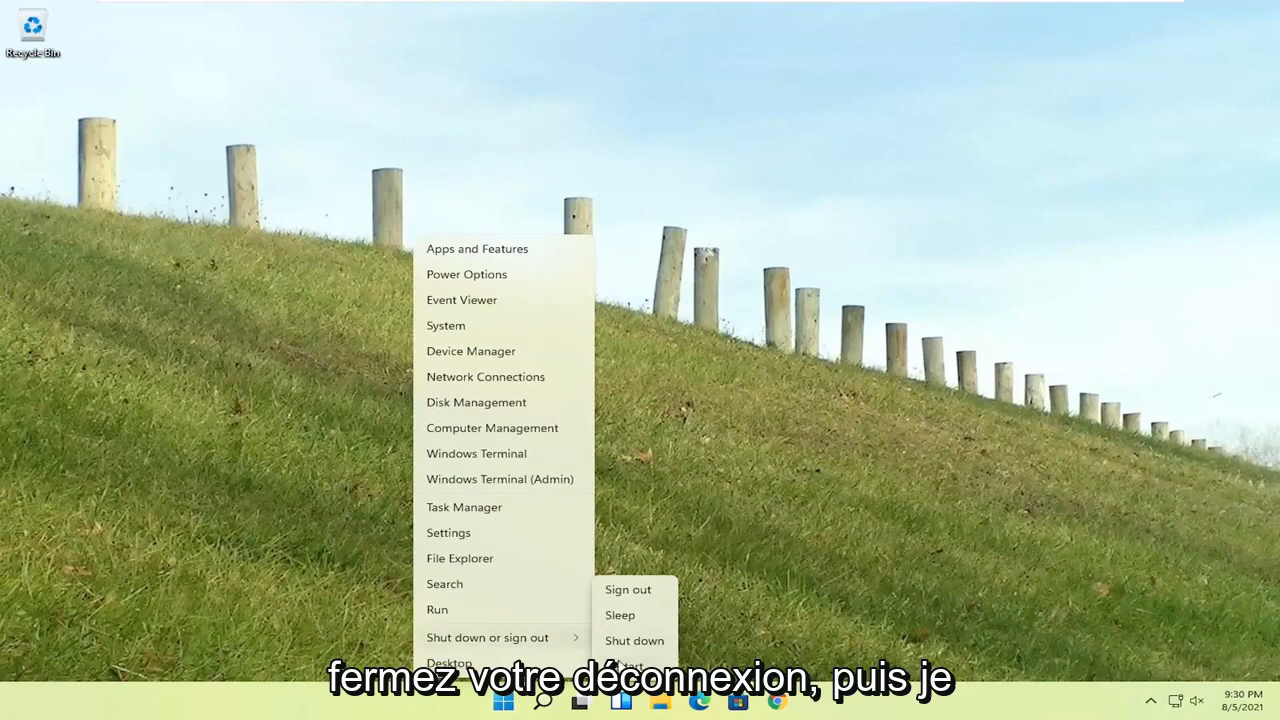 Recycle Bin
Apps and Features
Power Options
Event Viewer
System
Device Manager
Network Connections
Disk Management
Computer Management
Windows Terminal
Windows Terminal (Admin)
Task Manager
Settings
File Explorer
Search
Run
Shut down or sign out
Desktop
Sign out
Sleep
Shut down
fermez votre déconnexion, puis je
9:30 PM
8/5/2021